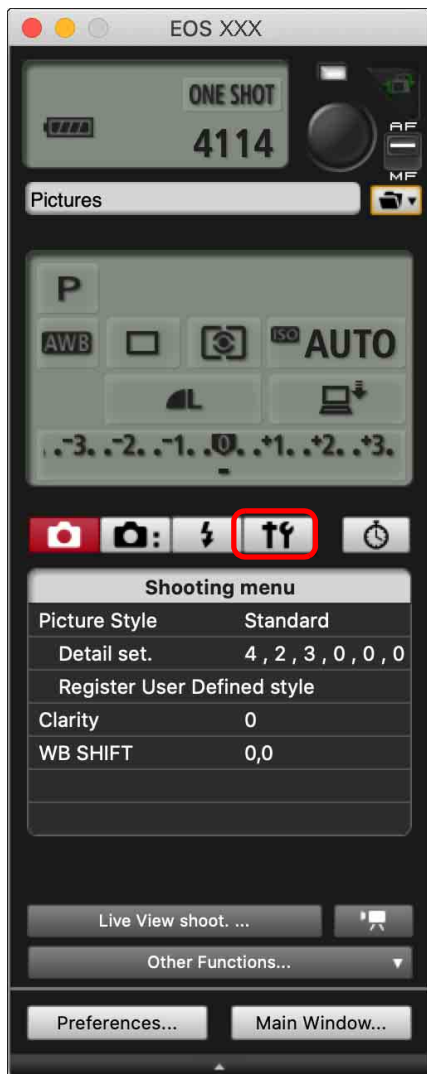 EOS XXX
ONE SHOT
4114
AF
MF
Pictures
P
AWB
ISO AUTO
L
.⁻3. .⁻2. .⁻1. .0. .⁺1. .⁺2. .⁺3.
Shooting menu
Picture Style Standard
Detail set. 4 , 2 , 3 , 0 , 0 , 0
Register User Defined style
Clarity 0
WB SHIFT 0,0
Live View shoot. ...
Other Functions...
Preferences... Main Window...